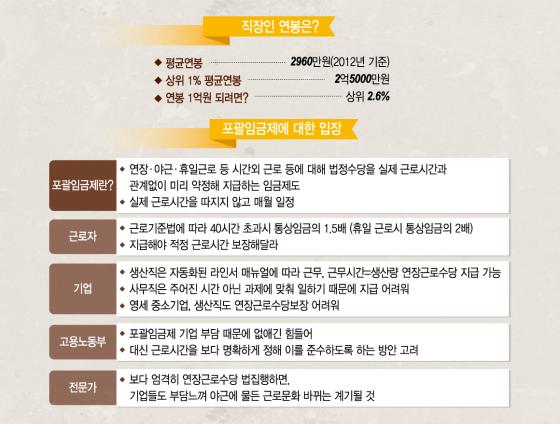 직장인 연봉은?
◆ 평균연봉 2960만원(2012년 기준)
◆ 상위 1% 평균연봉 2억5000만원
◆ 연봉 1억원 되려면? 상위 2.6%
포괄임금제에 대한 입장
포괄임금제란?
◆ 연장·야근·휴일근로 등 시간외 근로 등에 대해 법정수당을 실제 근로시간과
관계없이 미리 약정해 지급하는 임금제도
◆ 실제 근로시간을 따지지 않고 매월 일정
근로자
◆ 근로기준법에 따라 40시간 초과시 통상임금의 1.5배 (휴일 근로시 통상임금의 2배)
◆ 지급해야 적정 근로시간 보장해달라
기업
◆ 생산직은 자동화된 라인서 매뉴얼에 따라 근무, 근무시간=생산량 연장근로수당 지급 가능
◆ 사무직은 주어진 시간 아닌 과제에 맞춰 일하기 때문에 지급 어려워
◆ 영세 중소기업, 생산직도 연장근로수당보장 어려워
고용노동부
◆ 포괄임금제 기업 부담 때문에 없애긴 힘들어
◆ 대신 근로시간을 보다 명확하게 정해 이를 준수하도록 하는 방안 고려
전문가
◆ 보다 엄격히 연장근로수당 법집행하면,
기업들도 부담느껴 야근에 물든 근로문화 바뀌는 계기될 것